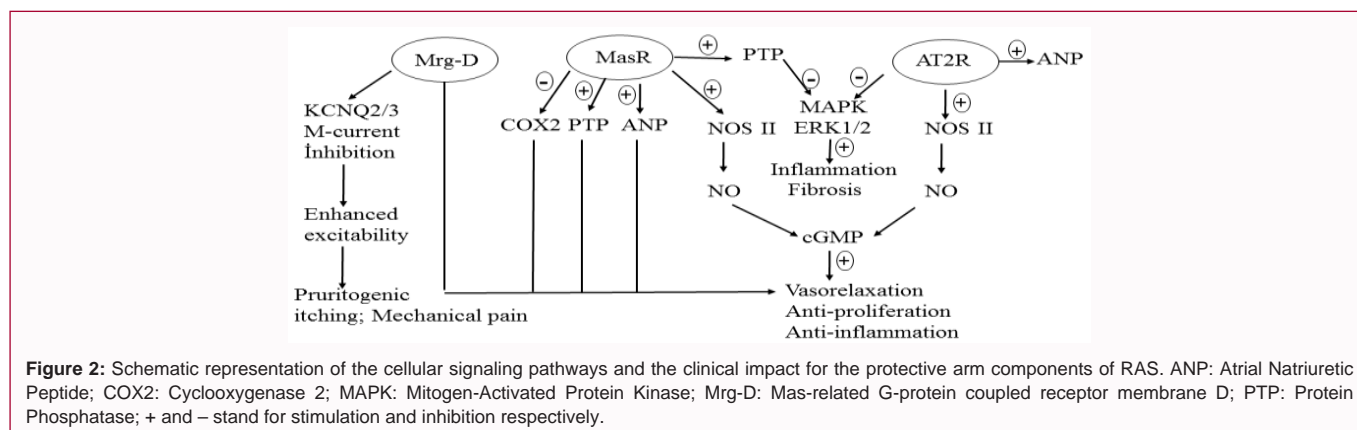 Mrg-D
MasR
+
PTP
AT2R
+
ANP
KCNQ2/3
M-current
İnhibition
−
+
+
+
−
−
+
COX2 PTP ANP
NOS II
MAPK
ERK1/2
NOS II
+
Inflammation
Fibrosis
NO
NO
Enhanced
excitability
cGMP
+
Pruritogenic
itching; Mechanical pain
Vasorelaxation
Anti-proliferation
Anti-inflammation
Figure 2: Schematic representation of the cellular signaling pathways and the clinical impact for the protective arm components of RAS. ANP: Atrial Natriuretic
Peptide; COX2: Cyclooxygenase 2; MAPK: Mitogen-Activated Protein Kinase; Mrg-D: Mas-related G-protein coupled receptor membrane D; PTP: Protein
Phosphatase; + and – stand for stimulation and inhibition respectively.